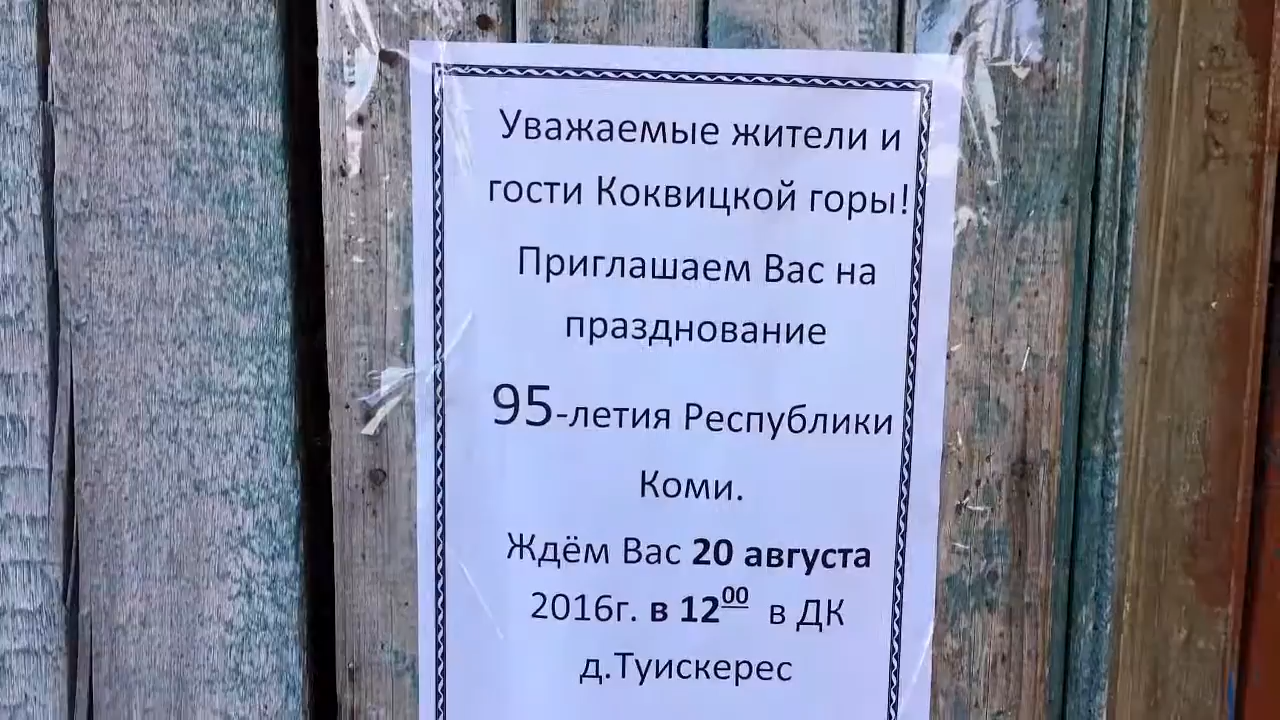 Уважаемые жители и
гости Коквицкой горы!
Приглашаем Вас на
празднование
95-летия Республики
Коми.
Ждём Вас 20 августа
2016г. в 12⁰⁰ в ДК
д.Туискерес